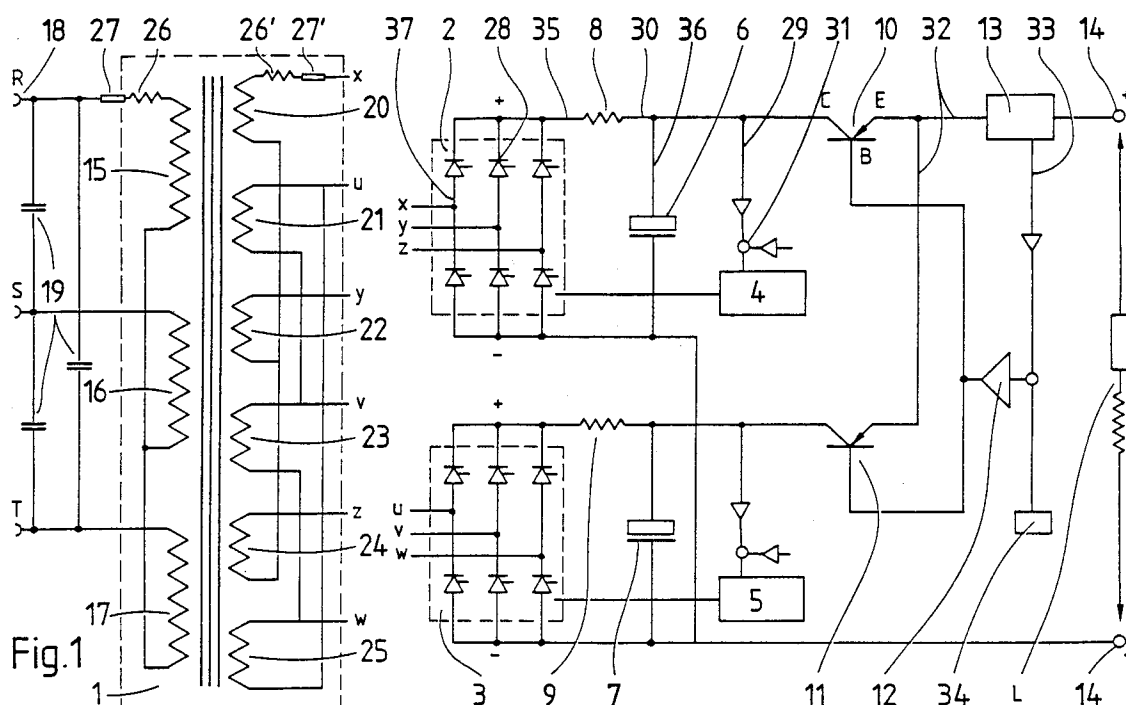 18 27 26 26' 27' 37 2 28 35 8 30 36 6 29 31 10 32 13 33 14
R x
20 + C E +
B
15 u
21 x
y
z
S 19 4
y
22 -
16
v +
23
T u
z v
24 w
17 5
w
Fig.1 25 - -
1 3 9 7 11 12 34 L 14